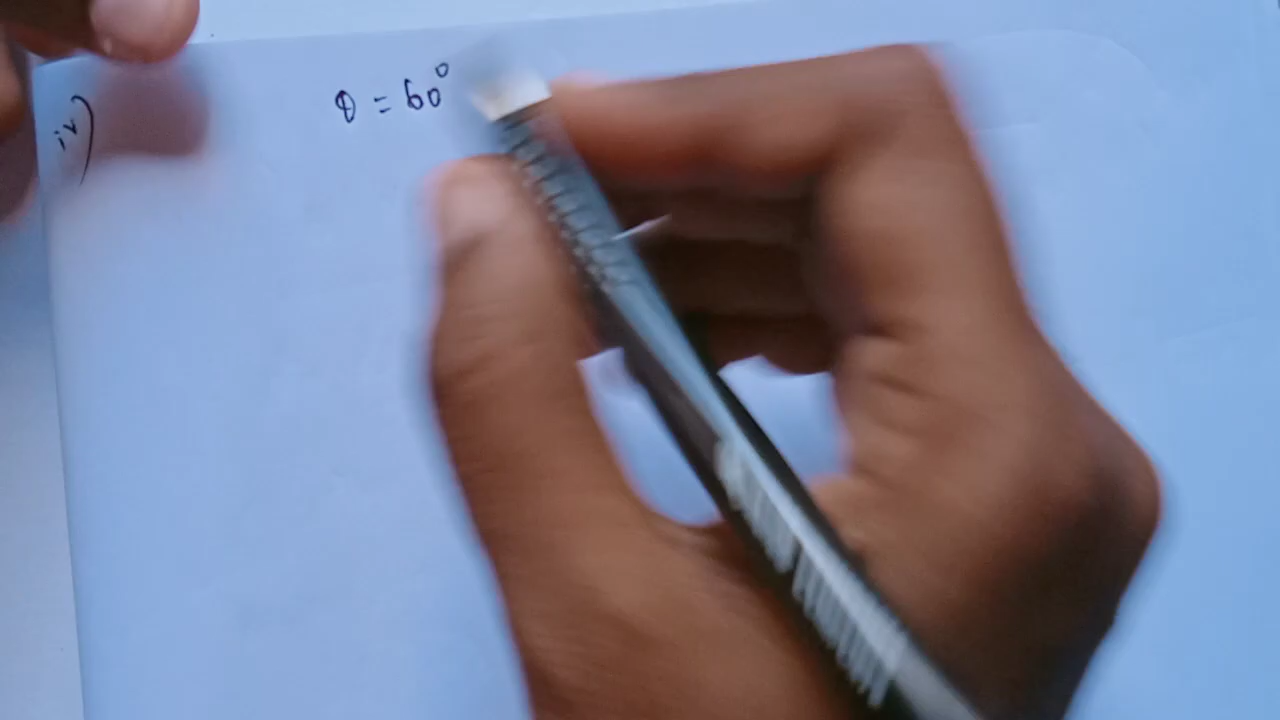 iv) θ = 60°